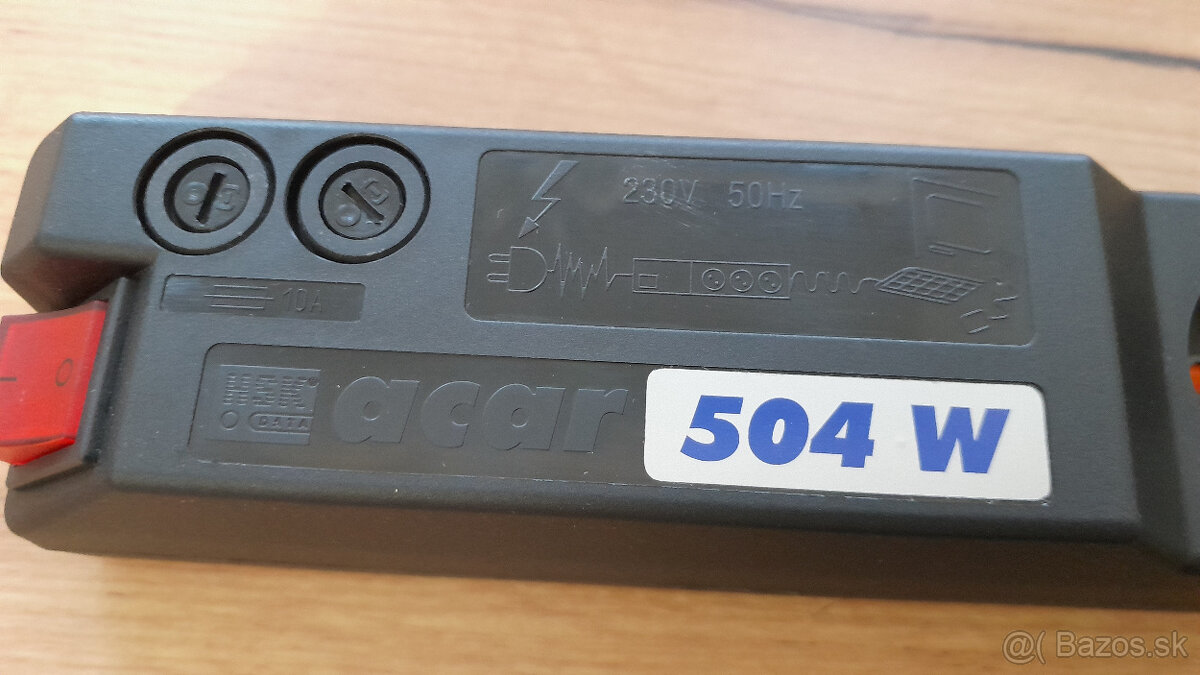 230V 50Hz
10A
HSK
DATA
acar
504 W
I O
@( Bazos.sk